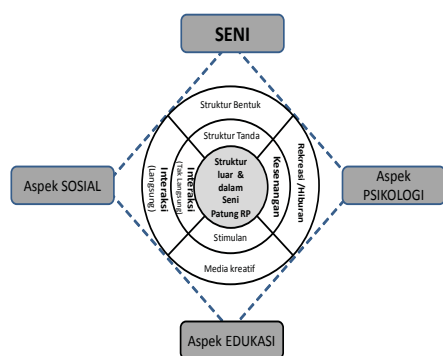 SENI
Struktur Bentuk
Struktur Tanda
Aspek SOSIAL
Interaksi
(Langsung)
Interaksi
(Tak Langsung)
Struktur
luar &
dalam
Seni
Patung RP
Kesenangan
Rekreasi /Hiburan
Aspek
PSIKOLOGI
Stimulan
Media kreatif
Aspek EDUKASI